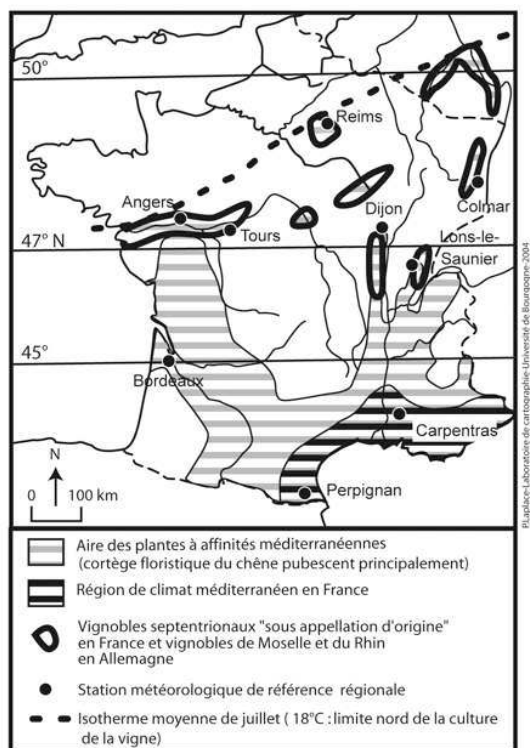 50°
Reims
Angers
Tours
Dijon
Colmar
47° N
Lons-le-
Saunier
45°
Bordeaux
Carpentras
N
0 100 km
Perpignan
P.Laplace-Laboratoire de cartographie-Université de Bourgogne-2004
Aire des plantes à affinités méditerranéennes
(cortège floristique du chêne pubescent principalement)
Région de climat méditerranéen en France
Vignobles septentrionaux "sous appellation d'origine"
en France et vignobles de Moselle et du Rhin
en Allemagne
Station météorologique de référence régionale
Isotherme moyenne de juillet ( 18°C : limite nord de la culture
de la vigne)